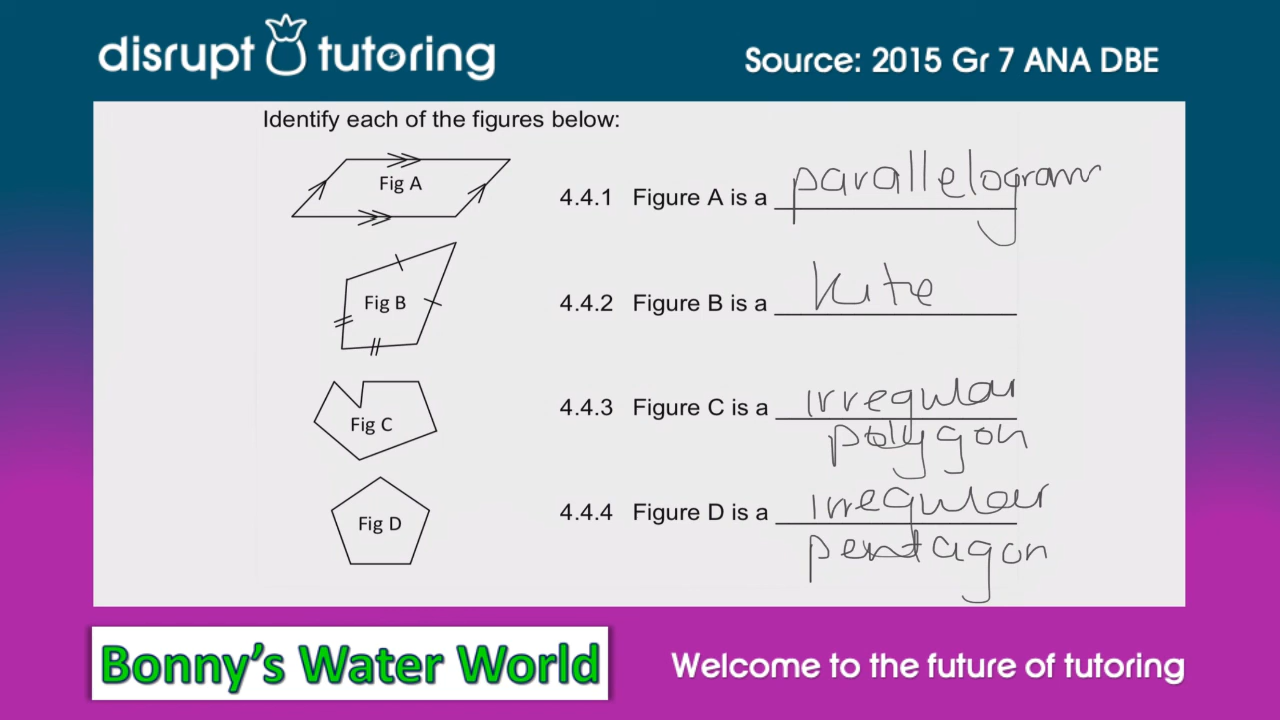 disrupt tutoring
Source: 2015 Gr 7 ANA DBE
Identify each of the figures below:
Fig A
4.4.1 Figure A is a parallelogram
Fig B
4.4.2 Figure B is a kite
Fig C
4.4.3 Figure C is a irregular
polygon
Fig D
4.4.4 Figure D is a irregular
pentagon
Bonny's Water World
Welcome to the future of tutoring